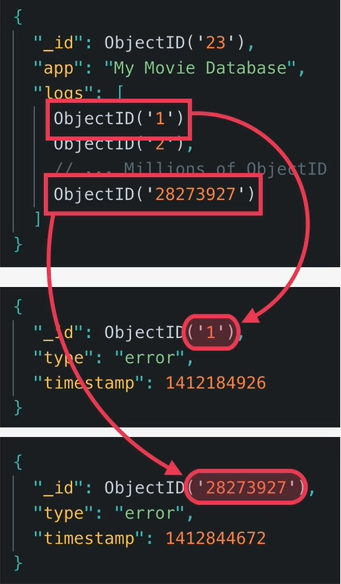 {
"_id": ObjectID('23'),
"app": "My Movie Database",
"logs": [
ObjectID('1')
ObjectID('2'),
// ... Millions of ObjectID
ObjectID('28273927')
]
}
{
"_id": ObjectID('1'),
"type": "error",
"timestamp": 1412184926
}
{
"_id": ObjectID('28273927'),
"type": "error",
"timestamp": 1412844672
}